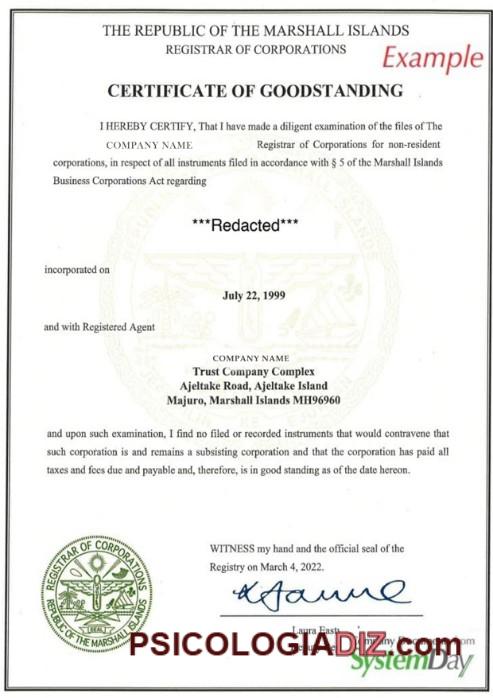 THE REPUBLIC OF THE MARSHALL ISLANDS
REGISTRAR OF CORPORATIONS
Example
CERTIFICATE OF GOODSTANDING
I HEREBY CERTIFY, That I have made a diligent examination of the files of The
COMPANY NAME Registrar of Corporations for non-resident
corporations, in respect of all instruments filed in accordance with § 5 of the Marshall Islands
Business Corporations Act regarding
***Redacted***
incorporated on
July 22, 1999
and with Registered Agent
COMPANY NAME
Trust Company Complex
Ajeltake Road, Ajeltake Island
Majuro, Marshall Islands MH96960
and upon such examination, I find no filed or recorded instruments that would contravene that
such corporation is and remains a subsisting corporation and that the corporation has paid all
taxes and fees due and payable and, therefore, is in good standing as of the date hereon.
WITNESS my hand and the official seal of the
Registry on March 4, 2022.
REGISTRAR OF CORPORATIONS
REPUBLIC OF THE MARSHALL ISLANDS
SEAL
Laura
PSICOLOGIADIZ.com
SystemDay